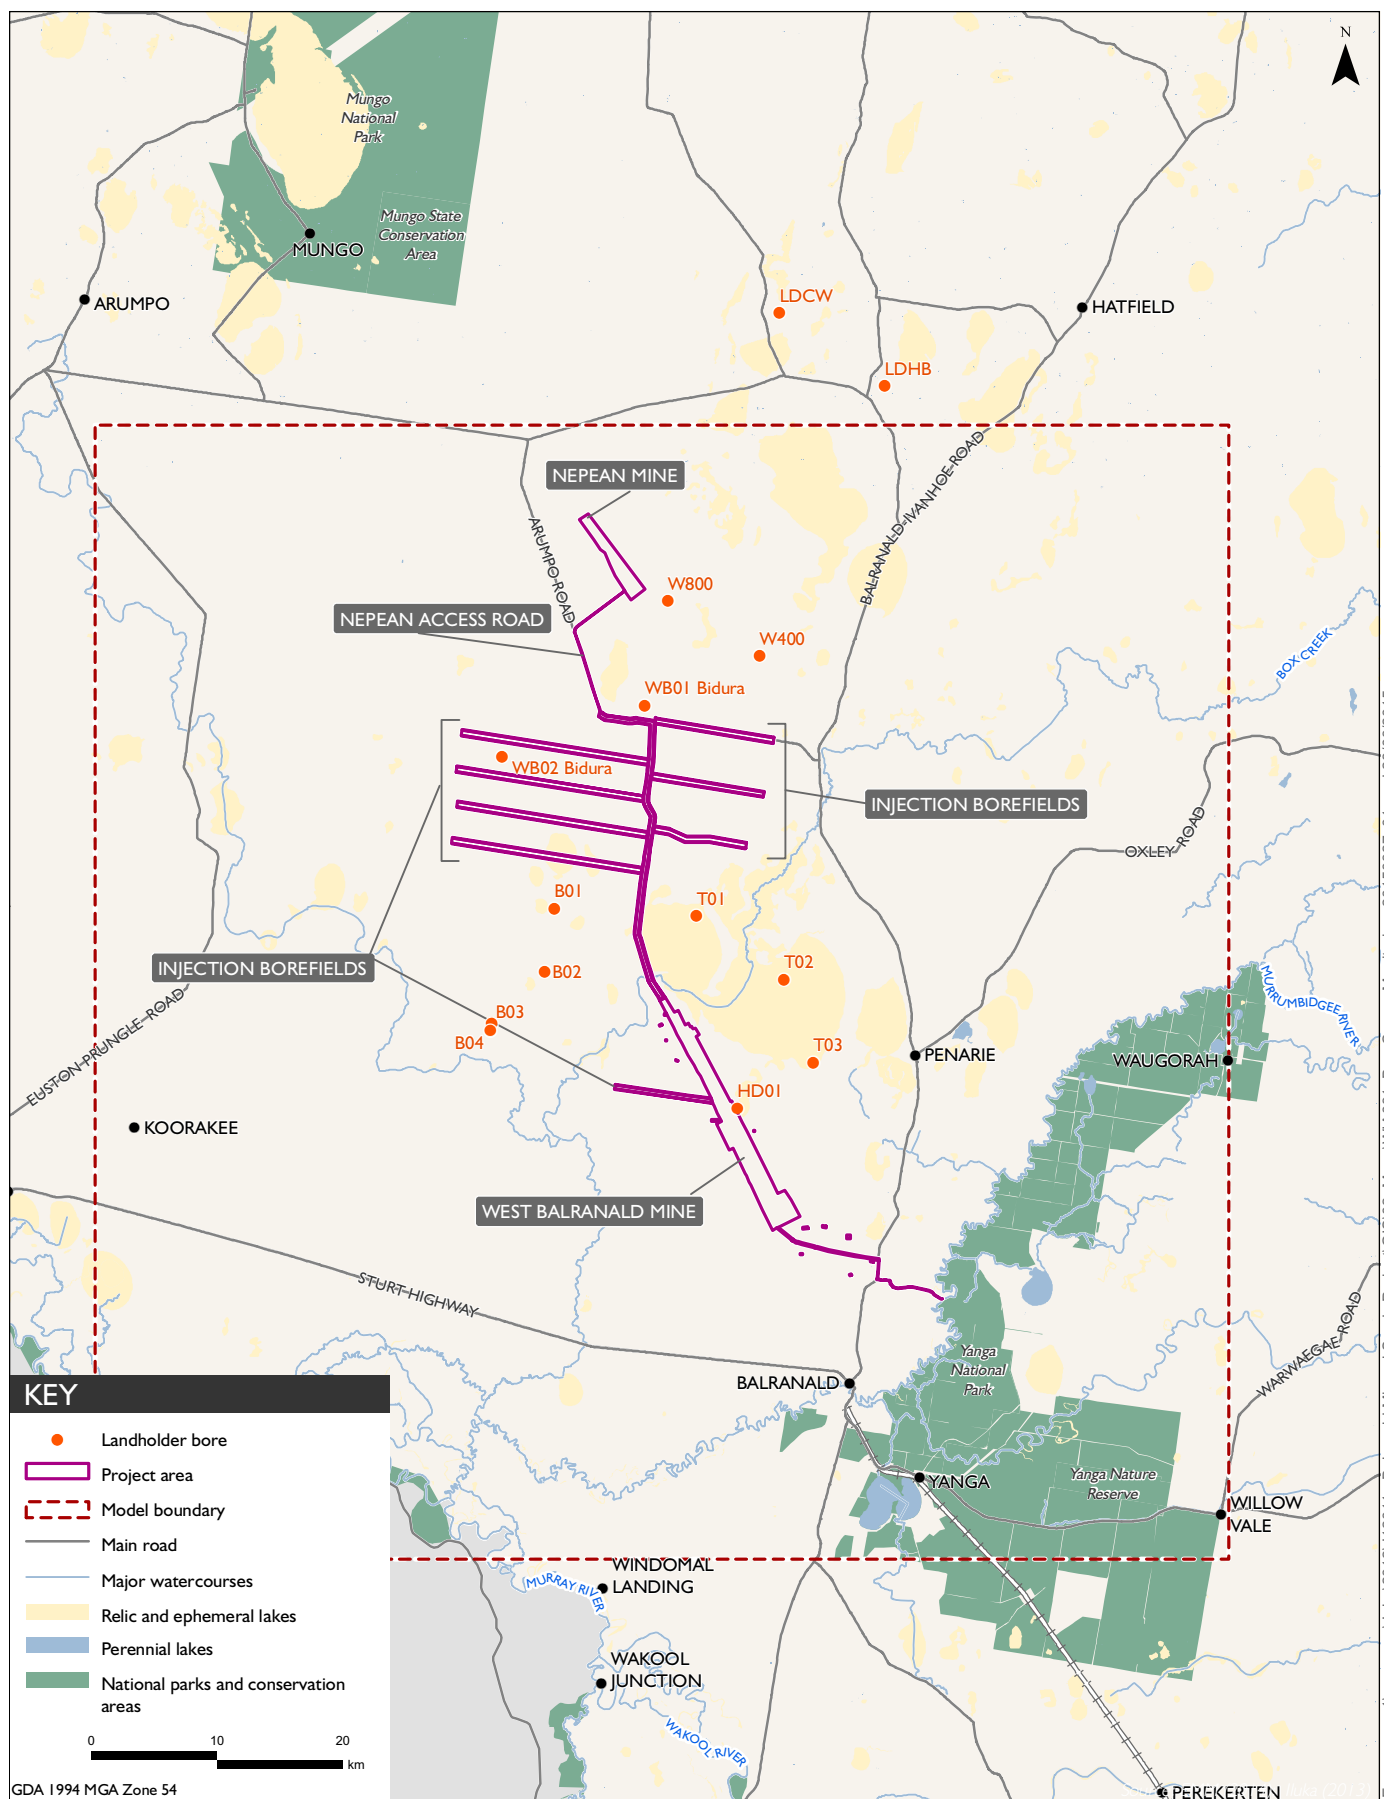 N
Mungo
National
Park
Mungo State
Conservation
Area
MUNGO
ARUMPO
LDCW
HATFIELD
LDHB
BALRANALD-IVANHOE-ROAD
NEPEAN MINE
ARUMPO-ROAD
W800
NEPEAN ACCESS ROAD
W400
BOX CREEK
WB01 Bidura
WB02 Bidura
INJECTION BOREFIELDS
OXLEY ROAD
B01
T01
INJECTION BOREFIELDS
B02
T02
MURRUMBIDGEE RIVER
EUSTON-PRUNGLE-ROAD
B03
B04
T03
PENARIE
WAUGORAH
HD01
KOORAKEE
WEST BALRANALD MINE
STURT HIGHWAY
WARWAEGAE ROAD
Yanga
National
Park
BALRANALD
YANGA
Yanga Nature
Reserve
WILLOW
VALE
WINDOMAL
LANDING
MURRAY RIVER
WAKOOL
JUNCTION
WAKOOL RIVER
PEREKERTEN
KEY
Landholder bore
Project area
Model boundary
Main road
Major watercourses
Relic and ephemeral lakes
Perennial lakes
National parks and conservation
areas
0 10 20
km
GDA 1994 MGA Zone 54